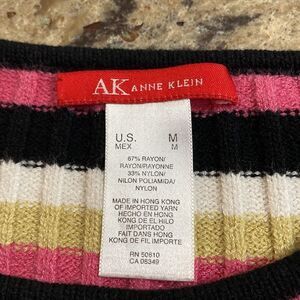 AK ANNE KLEIN
U.S. M
MEX M
67% RAYON/
RAYON/RAYONNE
33% NYLON/
NILON POLIAMIDA/
NYLON
MADE IN HONG KONG
OF IMPORTED YARN
HECHO EN HONG
KONG DE EL HILO
IMPORTADO
FAIT DANS HONG
KONG DE FIL IMPORTE
RN 50610
CA 05349